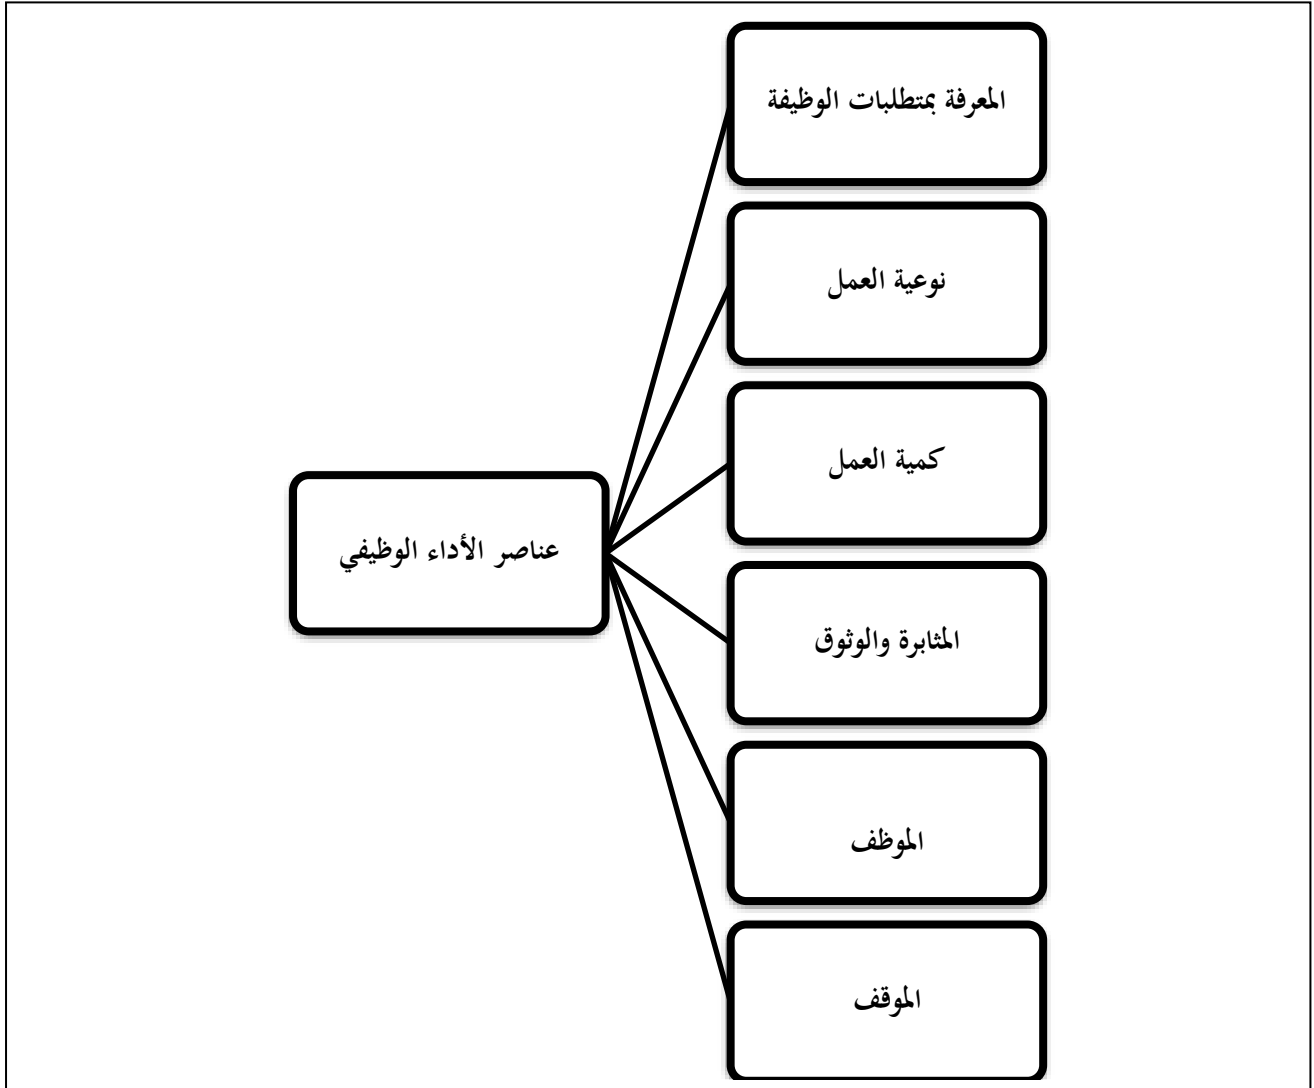 المعرفة بمتطلبات الوظيفة
نوعية العمل
كمية العمل
عناصر الأداء الوظيفي
المثابرة والوثوق
الموظف
الموقف